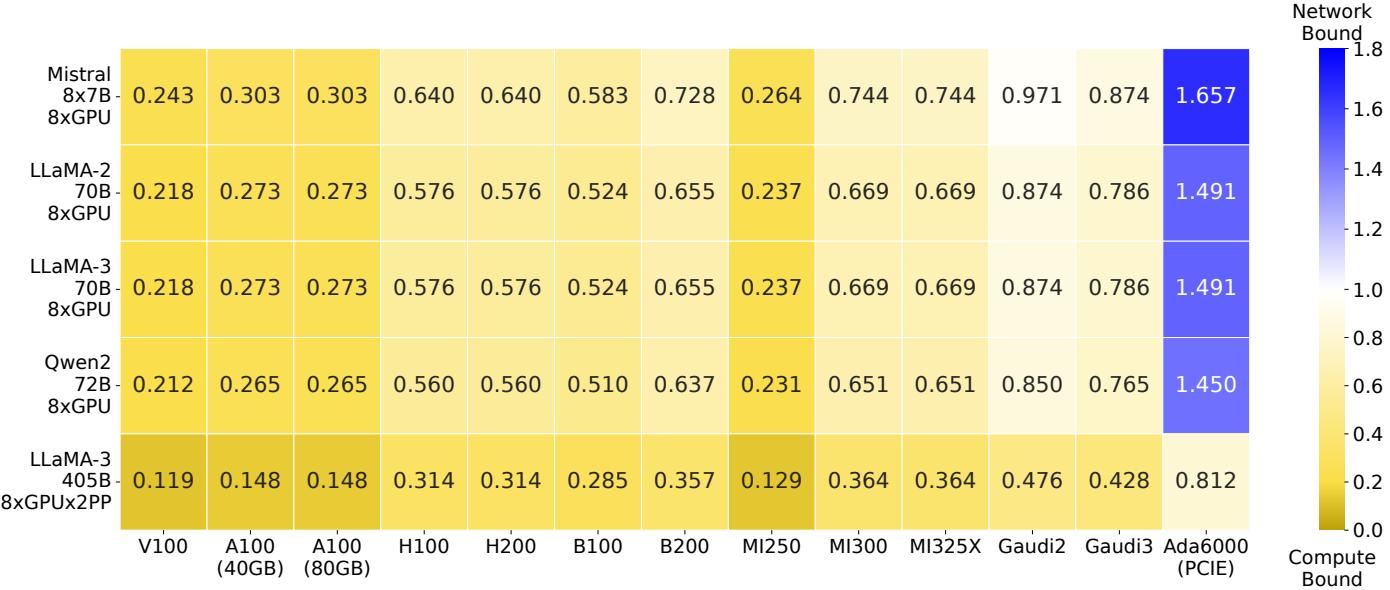 Network
Bound
Mistral
8x7B
8xGPU
0.243 0.303 0.303 0.640 0.640 0.583 0.728 0.264 0.744 0.744 0.971 0.874 1.657
LLaMA-2
70B
8xGPU
0.218 0.273 0.273 0.576 0.576 0.524 0.655 0.237 0.669 0.669 0.874 0.786 1.491
LLaMA-3
70B
8xGPU
0.218 0.273 0.273 0.576 0.576 0.524 0.655 0.237 0.669 0.669 0.874 0.786 1.491
Qwen2
72B
8xGPU
0.212 0.265 0.265 0.560 0.560 0.510 0.637 0.231 0.651 0.651 0.850 0.765 1.450
LLaMA-3
405B
8xGPUx2PP
0.119 0.148 0.148 0.314 0.314 0.285 0.357 0.129 0.364 0.364 0.476 0.428 0.812
V100 A100 A100 H100 H200 B100 B200 MI250 MI300 MI325X Gaudi2 Gaudi3 Ada6000
(40GB) (80GB) (PCIE)
1.8
1.6
1.4
1.2
1.0
0.8
0.6
0.4
0.2
0.0
Compute
Bound